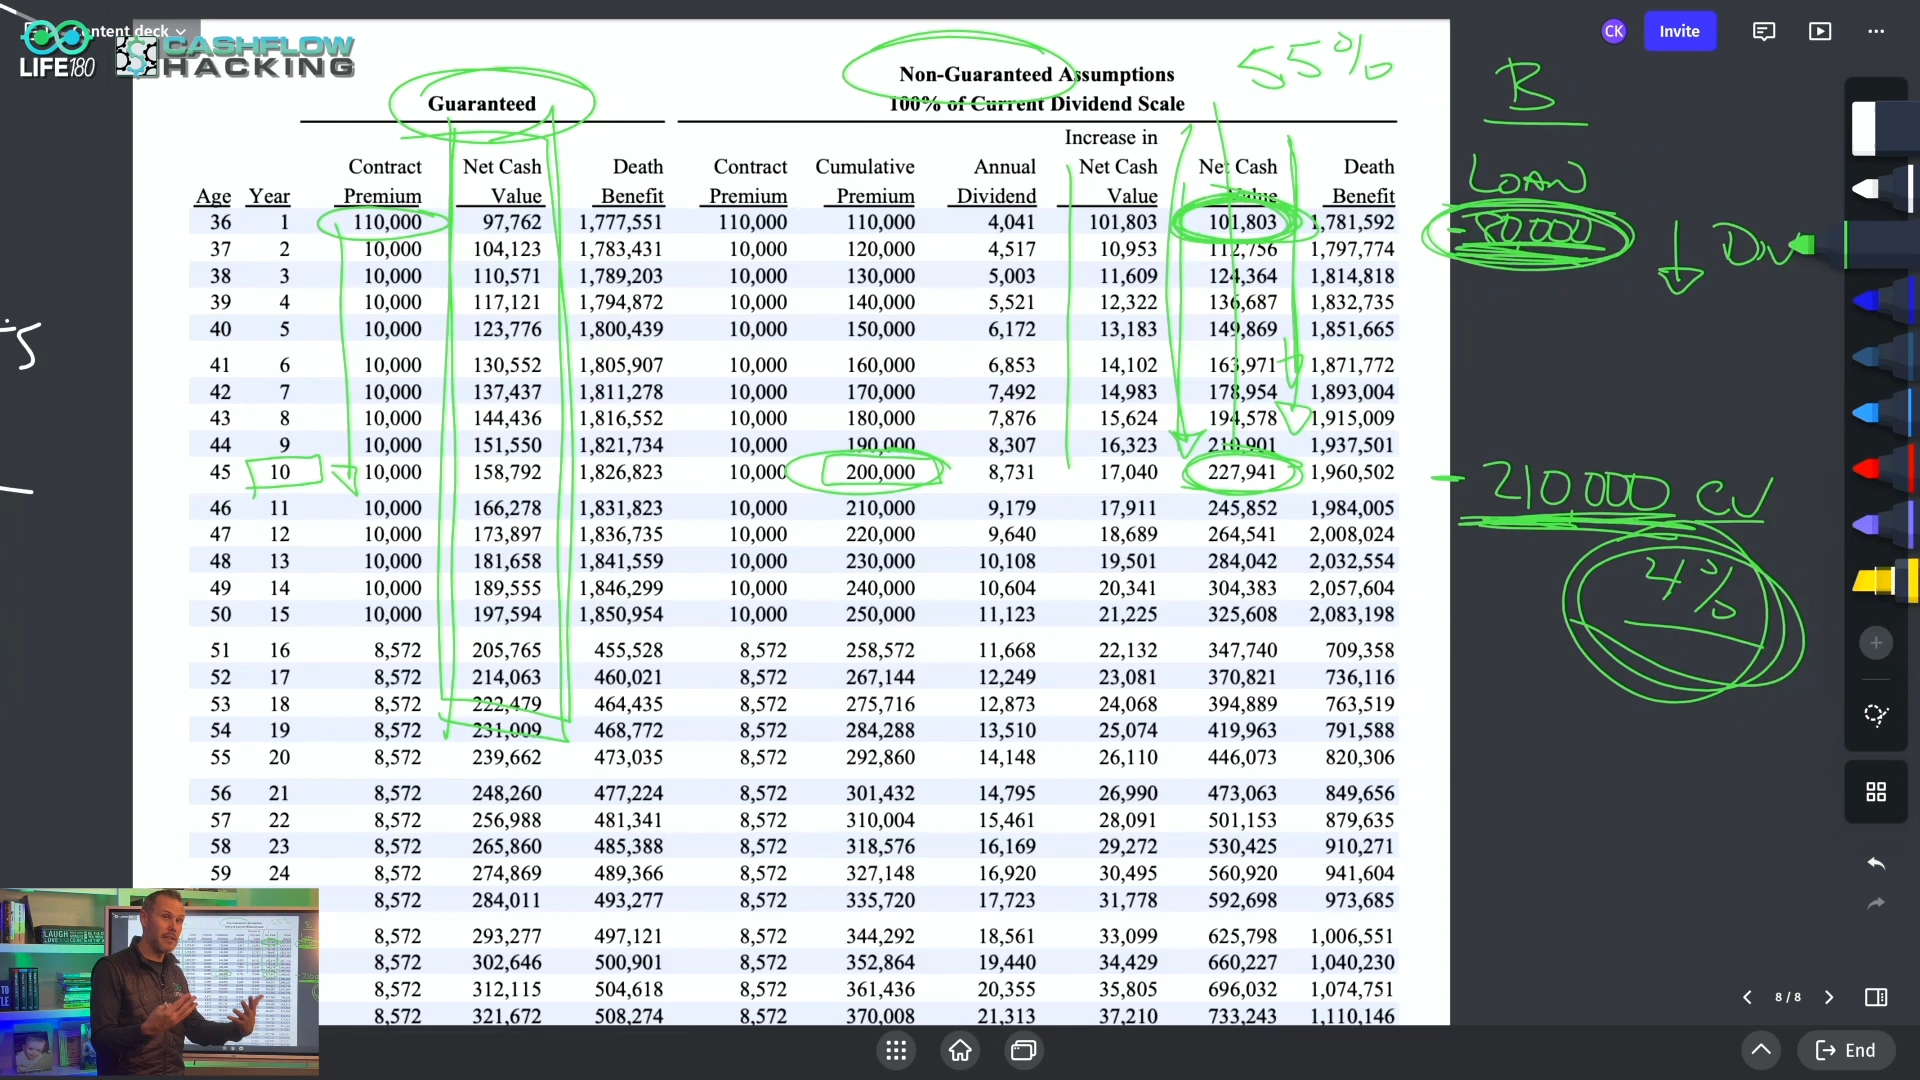 Content deck
LIFE180
CASHFLOW
HACKING
CK
Invite
Guaranteed
Non-Guaranteed Assumptions
100% of Current Dividend Scale
5.5%
B
LOAN
-80,000
DIV
-210,000 CV
4%
Age Year Contract Premium Net Cash Value Death Benefit Contract Premium Cumulative Premium Annual Dividend Increase in Net Cash Value Net Cash Value Death Benefit
36 1 110,000 97,762 1,777,551 110,000 110,000 4,041 101,803 101,803 1,781,592
37 2 10,000 104,123 1,783,431 10,000 120,000 4,517 10,953 112,756 1,797,774
38 3 10,000 110,571 1,789,203 10,000 130,000 5,003 11,609 124,364 1,814,818
39 4 10,000 117,121 1,794,872 10,000 140,000 5,521 12,322 136,687 1,832,735
40 5 10,000 123,776 1,800,439 10,000 150,000 6,172 13,183 149,869 1,851,665
41 6 10,000 130,552 1,805,907 10,000 160,000 6,853 14,102 163,971 1,871,772
42 7 10,000 137,437 1,811,278 10,000 170,000 7,492 14,983 178,954 1,893,004
43 8 10,000 144,436 1,816,552 10,000 180,000 7,876 15,624 194,578 1,915,009
44 9 10,000 151,550 1,821,734 10,000 190,000 8,307 16,323 210,901 1,937,501
45 10 10,000 158,792 1,826,823 10,000 200,000 8,731 17,040 227,941 1,960,502
46 11 10,000 166,278 1,831,823 10,000 210,000 9,179 17,911 245,852 1,984,005
47 12 10,000 173,897 1,836,735 10,000 220,000 9,640 18,689 264,541 2,008,024
48 13 10,000 181,658 1,841,559 10,000 230,000 10,108 19,501 284,042 2,032,554
49 14 10,000 189,555 1,846,299 10,000 240,000 10,604 20,341 304,383 2,057,604
50 15 10,000 197,594 1,850,954 10,000 250,000 11,123 21,225 325,608 2,083,198
51 16 8,572 205,765 455,528 8,572 258,572 11,668 22,132 347,740 709,358
52 17 8,572 214,063 460,021 8,572 267,144 12,249 23,081 370,821 736,116
53 18 8,572 222,479 464,435 8,572 275,716 12,873 24,068 394,889 763,519
54 19 8,572 231,009 468,772 8,572 284,288 13,510 25,074 419,963 791,588
55 20 8,572 239,662 473,035 8,572 292,860 14,148 26,110 446,073 820,306
56 21 8,572 248,260 477,224 8,572 301,432 14,795 26,990 473,063 849,656
57 22 8,572 256,988 481,341 8,572 310,004 15,461 28,091 501,153 879,635
58 23 8,572 265,860 485,388 8,572 318,576 16,169 29,272 530,425 910,271
59 24 8,572 274,869 489,366 8,572 327,148 16,920 30,495 560,920 941,604
8,572 284,011 493,277 8,572 335,720 17,723 31,778 592,698 973,685
8,572 293,277 497,121 8,572 344,292 18,561 33,099 625,798 1,006,551
8,572 302,646 500,901 8,572 352,864 19,440 34,429 660,227 1,040,230
8,572 312,115 504,618 8,572 361,436 20,355 35,805 696,032 1,074,751
8,572 321,672 508,274 8,572 370,008 21,313 37,210 733,243 1,110,146
LAUGH
8 / 8
End